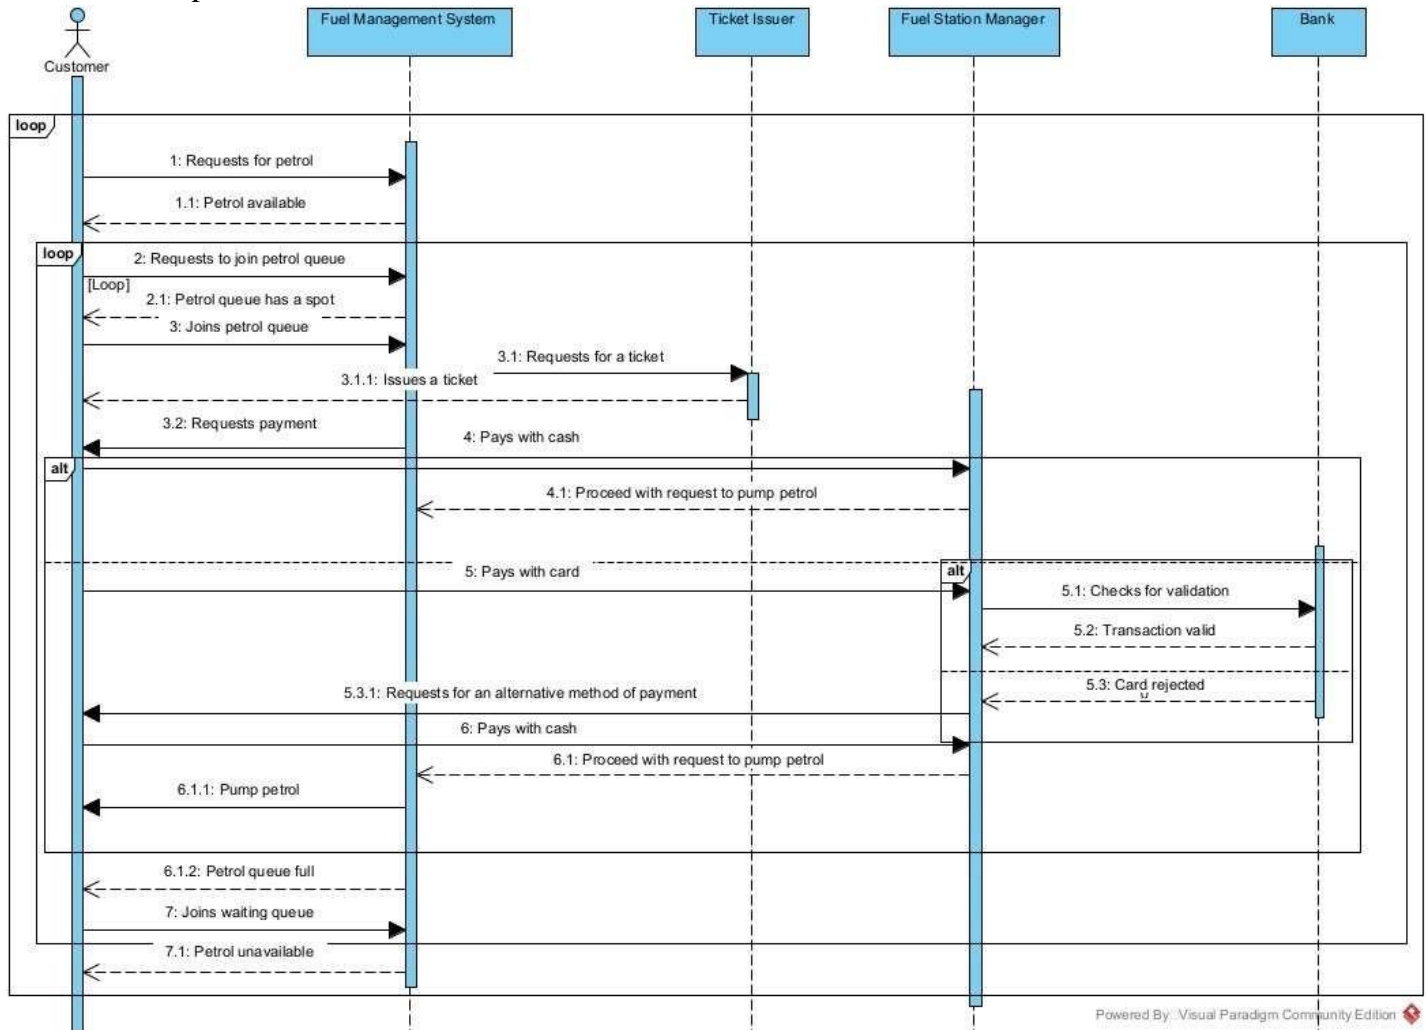 Fuel Management System
Ticket Issuer
Fuel Station Manager
Bank
Customer
loop
1: Requests for petrol
1.1: Petrol available
loop
2: Requests to join petrol queue
[Loop]
2.1: Petrol queue has a spot
3: Joins petrol queue
3.1: Requests for a ticket
3.1.1: Issues a ticket
3.2: Requests payment
4: Pays with cash
alt
4.1: Proceed with request to pump petrol
5: Pays with card
alt
5.1: Checks for validation
5.2: Transaction valid
5.3: Card rejected
5.3.1: Requests for an alternative method of payment
6: Pays with cash
6.1: Proceed with request to pump petrol
6.1.1: Pump petrol
6.1.2: Petrol queue full
7: Joins waiting queue
7.1: Petrol unavailable
Powered By: Visual Paradigm Community Edition